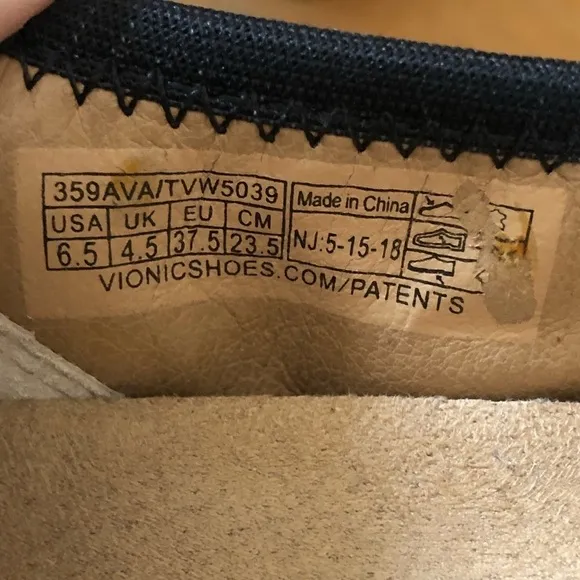 359AVA/TVW5039
USA UK EU CM
6.5 4.5 37.5 23.5
Made in China
NJ:5-15-18
VIONICSHOES.COM/PATENTS